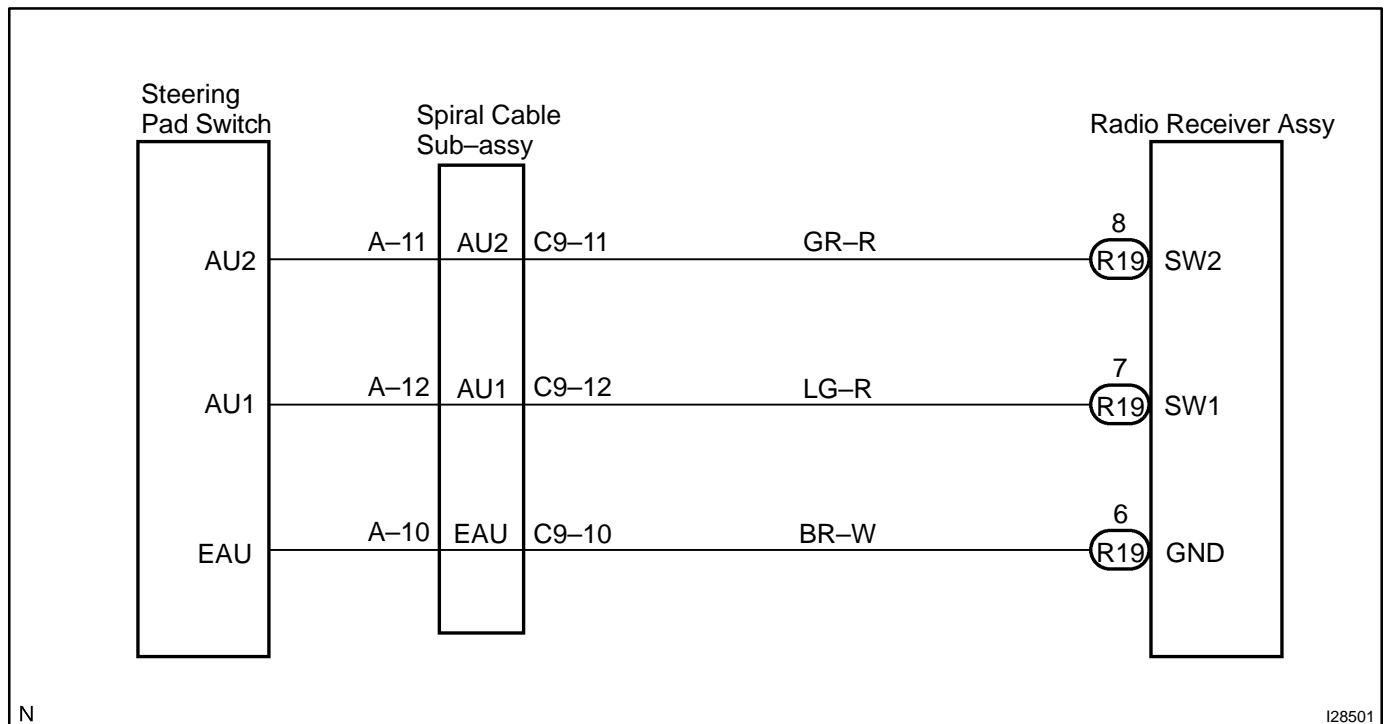 Steering
Pad Switch
Spiral Cable
Sub–assy
Radio Receiver Assy
AU2
A–11
AU2
C9–11
GR–R
8
R19
SW2
AU1
A–12
AU1
C9–12
LG–R
7
R19
SW1
EAU
A–10
EAU
C9–10
BR–W
6
R19
GND
N
I28501